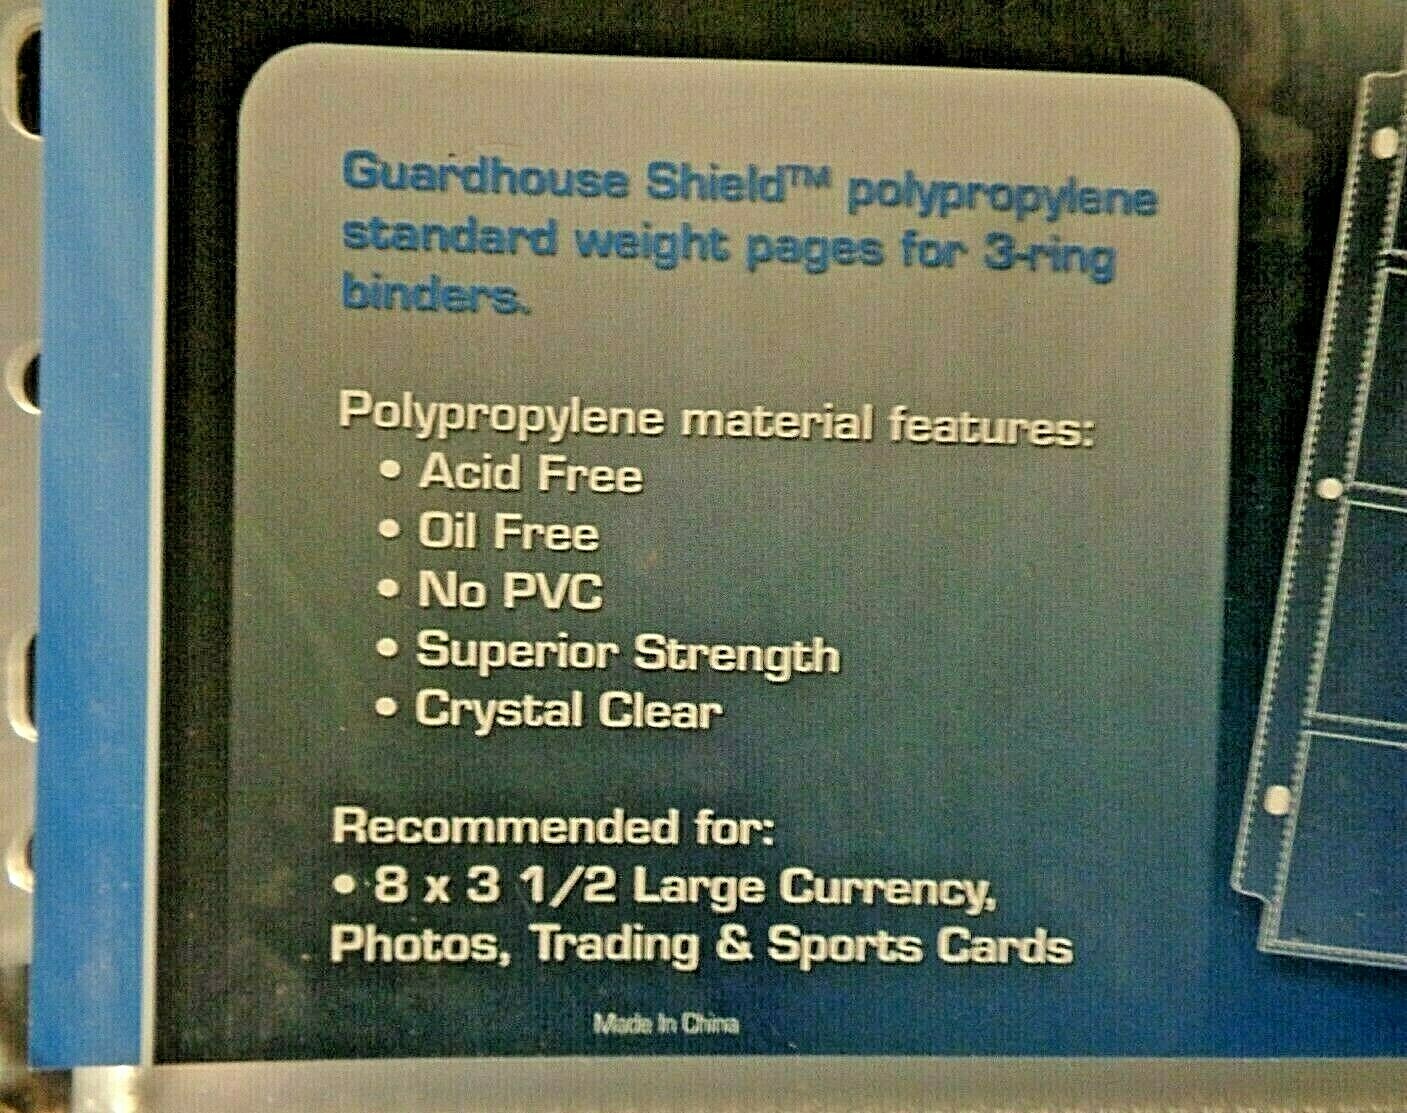 Guardhouse Shield™ polypropylene
standard weight pages for 3-ring
binders.
Polypropylene material features:
• Acid Free
• Oil Free
• No PVC
• Superior Strength
• Crystal Clear
Recommended for:
• 8 x 3 1/2 Large Currency,
Photos, Trading & Sports Cards
Made In China